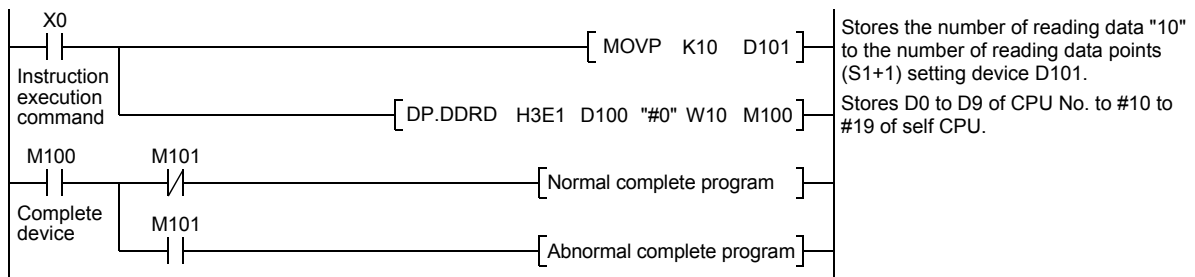 X0
MOVP K10 D101
Stores the number of reading data "10"
to the number of reading data points
(S1+1) setting device D101.
Instruction
execution
command
DP.DDRD H3E1 D100 "#0" W10 M100
Stores D0 to D9 of CPU No. to #10 to
#19 of self CPU.
M100
M101
Normal complete program
Complete
device
M101
Abnormal complete program